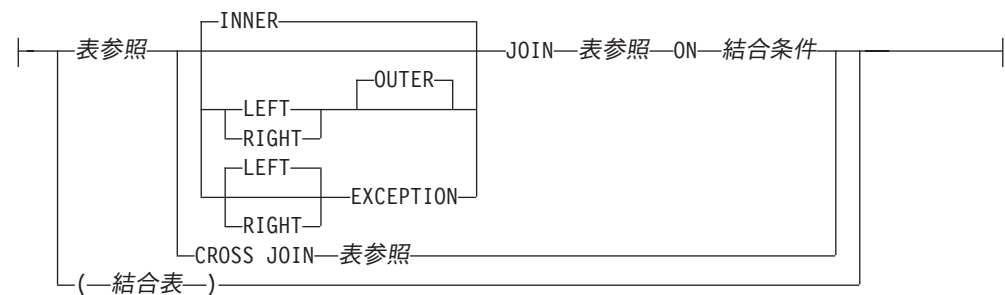 INNER
表参照 JOIN 表参照 ON 結合条件
OUTER
LEFT
RIGHT
LEFT
EXCEPTION
RIGHT
CROSS JOIN 表参照
( 結合表 )